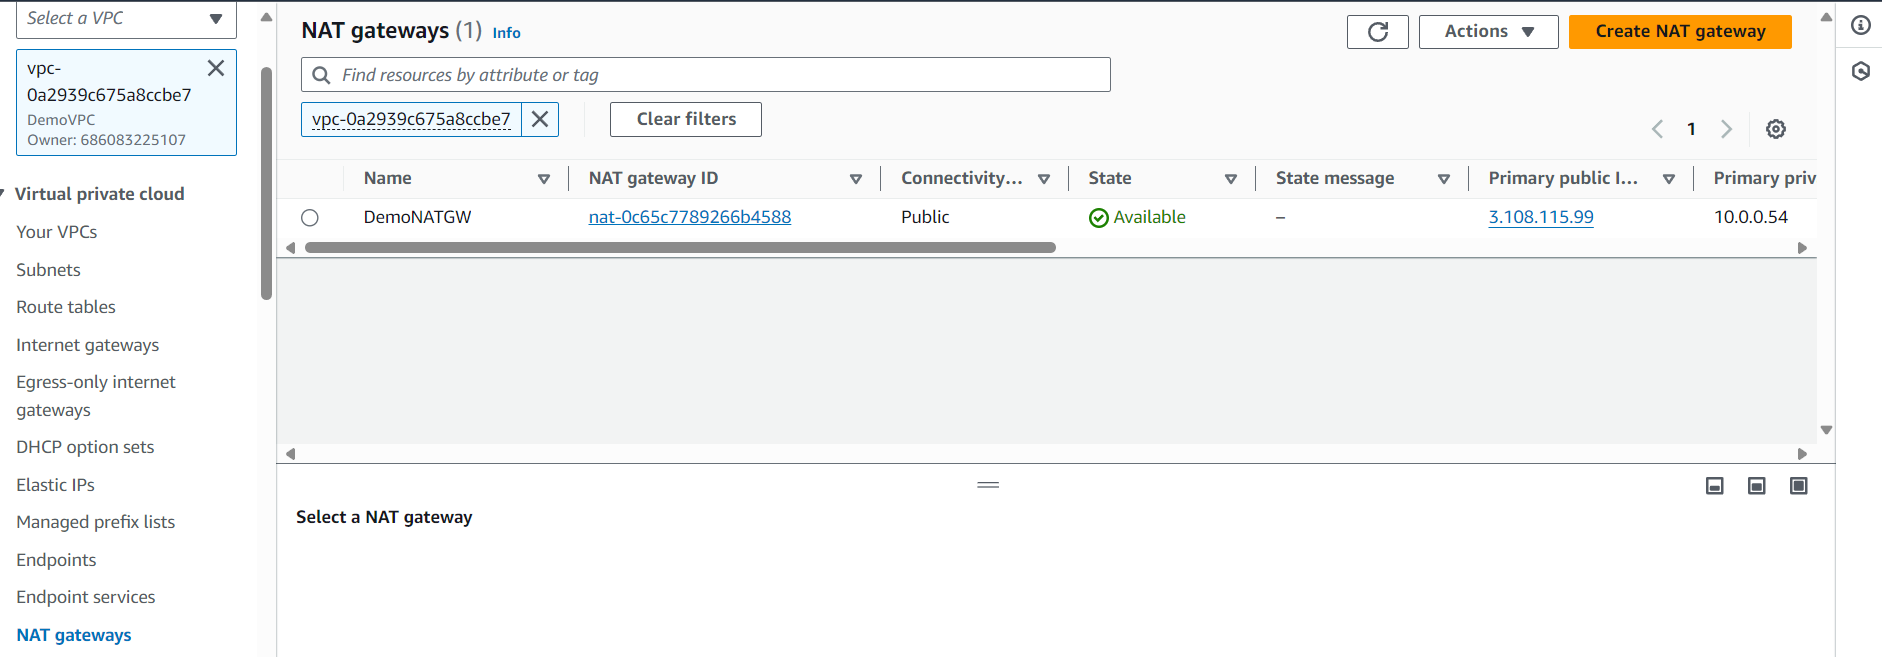 Select a VPC
vpc-
0a2939c675a8ccbe7
DemoVPC
Owner: 686083225107
Virtual private cloud
Your VPCs
Subnets
Route tables
Internet gateways
Egress-only internet
gateways
DHCP option sets
Elastic IPs
Managed prefix lists
Endpoints
Endpoint services
NAT gateways
NAT gateways (1) Info
Actions
Create NAT gateway
Find resources by attribute or tag
vpc-0a2939c675a8ccbe7
Clear filters
1
Name NAT gateway ID Connectivity... State State message Primary public I... Primary priv
DemoNATGW nat-0c65c7789266b4588 Public Available – 3.108.115.99 10.0.0.54
Select a NAT gateway